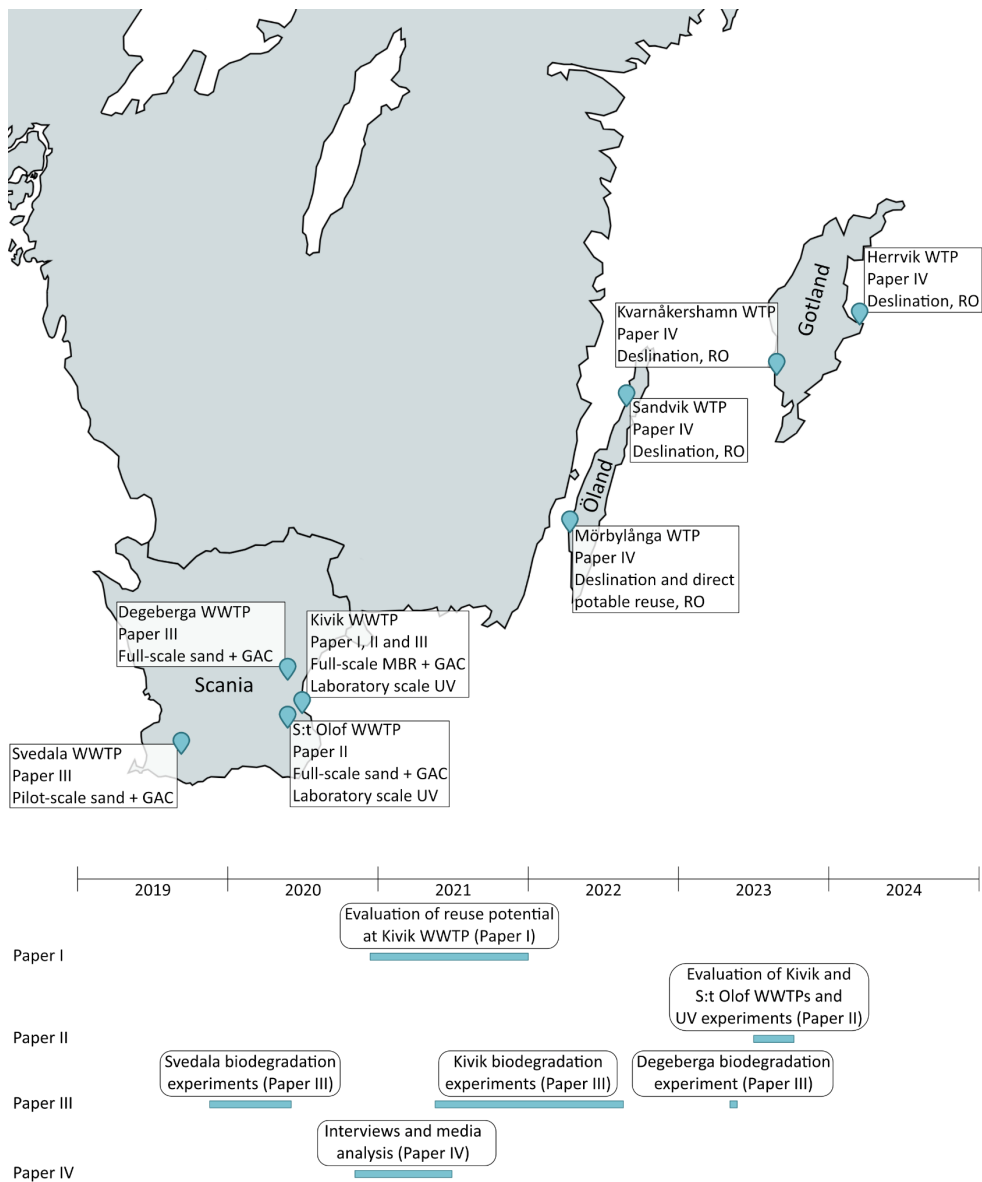 Herrvik WTP
Paper IV
Deslination, RO
Gotland
Kvarnåkershamn WTP
Paper IV
Deslination, RO
Sandvik WTP
Paper IV
Deslination, RO
Öland
Mörbylånga WTP
Paper IV
Deslination and direct
potable reuse, RO
Degeberga WWTP
Paper III
Full-scale sand + GAC
Kivik WWTP
Paper I, II and III
Full-scale MBR + GAC
Laboratory scale UV
Scania
S:t Olof WWTP
Paper II
Full-scale sand + GAC
Laboratory scale UV
Svedala WWTP
Paper III
Pilot-scale sand + GAC
2019 2020 2021 2022 2023 2024
Evaluation of reuse potential
at Kivik WWTP (Paper I)
Paper I
Evaluation of Kivik and
S:t Olof WWTPs and
UV experiments (Paper II)
Paper II
Svedala biodegradation
experiments (Paper III)
Kivik biodegradation
experiments (Paper III)
Degeberga biodegradation
experiment (Paper III)
Paper III
Interviews and media
analysis (Paper IV)
Paper IV